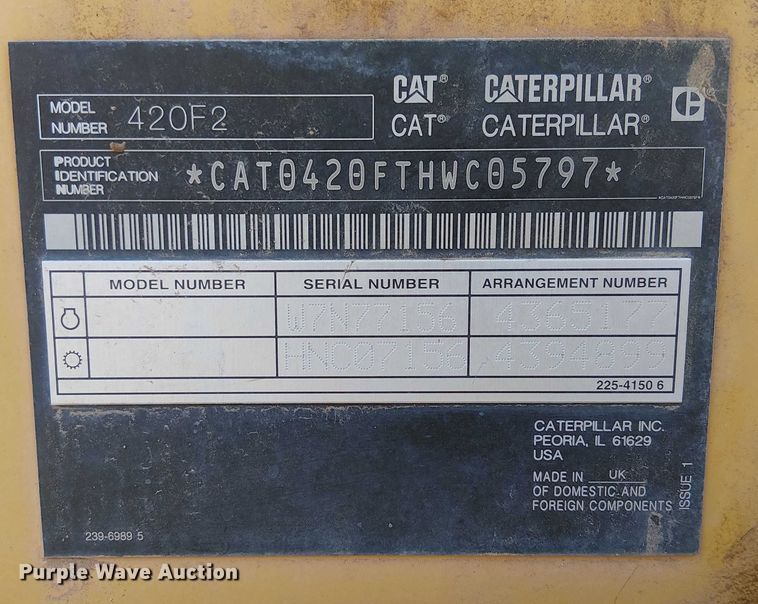 MODEL NUMBER 420F2
CAT® CATERPILLAR®
CAT® CATERPILLAR®
PRODUCT IDENTIFICATION NUMBER *CAT0420FTHWC05797*
*CAT0420FTHWC05797*
MODEL NUMBER SERIAL NUMBER ARRANGEMENT NUMBER
W7N77156 4365177
HNC07156 4394899
225-4150 6
CATERPILLAR INC.
PEORIA, IL 61629
USA
MADE IN UK
OF DOMESTIC AND
FOREIGN COMPONENTS
ISSUE 1
239-6989 5
Purple Wave Auction